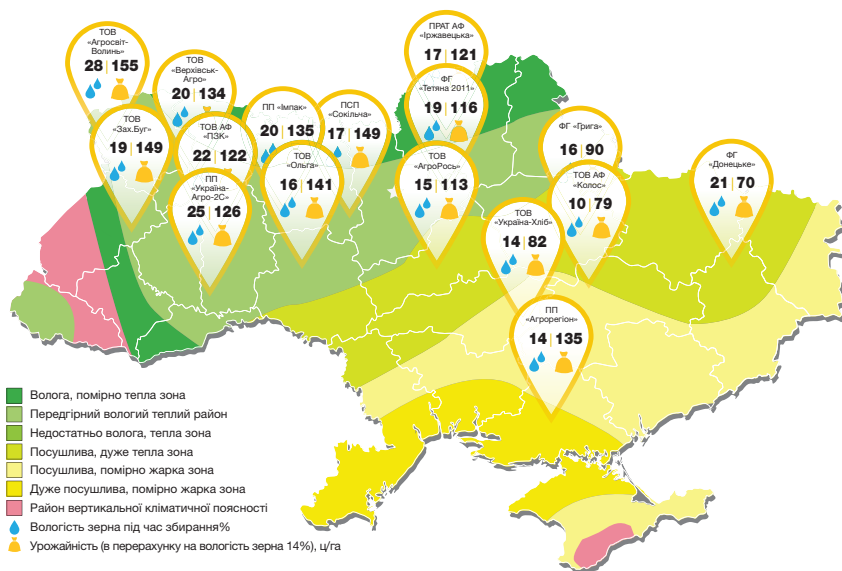 ТОВ
«Агросвіт-
Волинь»
28 | 155
ТОВ
«Верхівськ-
Агро»
20 | 134
ПП «Імпак»
20 | 135
ПСП
«Сокільча»
17 | 149
ПРАТ АФ
«Іржавецька»
17 | 121
ФГ
«Тетяна 2011»
19 | 116
ФГ «Грига»
16 | 90
ФГ
«Донецьке»
21 | 70
ТОВ
«Зах.Буг»
19 | 149
ТОВ АФ
«ПЗК»
22 | 122
ТОВ
«Ольга»
16 | 141
ТОВ
«АгроРось»
15 | 113
ТОВ АФ
«Колос»
10 | 79
ПП
«Україна-
Агро-2С»
25 | 126
ТОВ
«Україна-Хліб»
14 | 82
ПП
«Агрорегіон»
14 | 135
Волога, помірно тепла зона
Передгірний вологий теплий район
Недостатньо волога, тепла зона
Посушлива, дуже тепла зона
Посушлива, помірно жарка зона
Дуже посушлива, помірно жарка зона
Район вертикальної кліматичної поясності
Вологість зерна під час збирання%
Урожайність (в перерахунку на вологість зерна 14%), ц/га